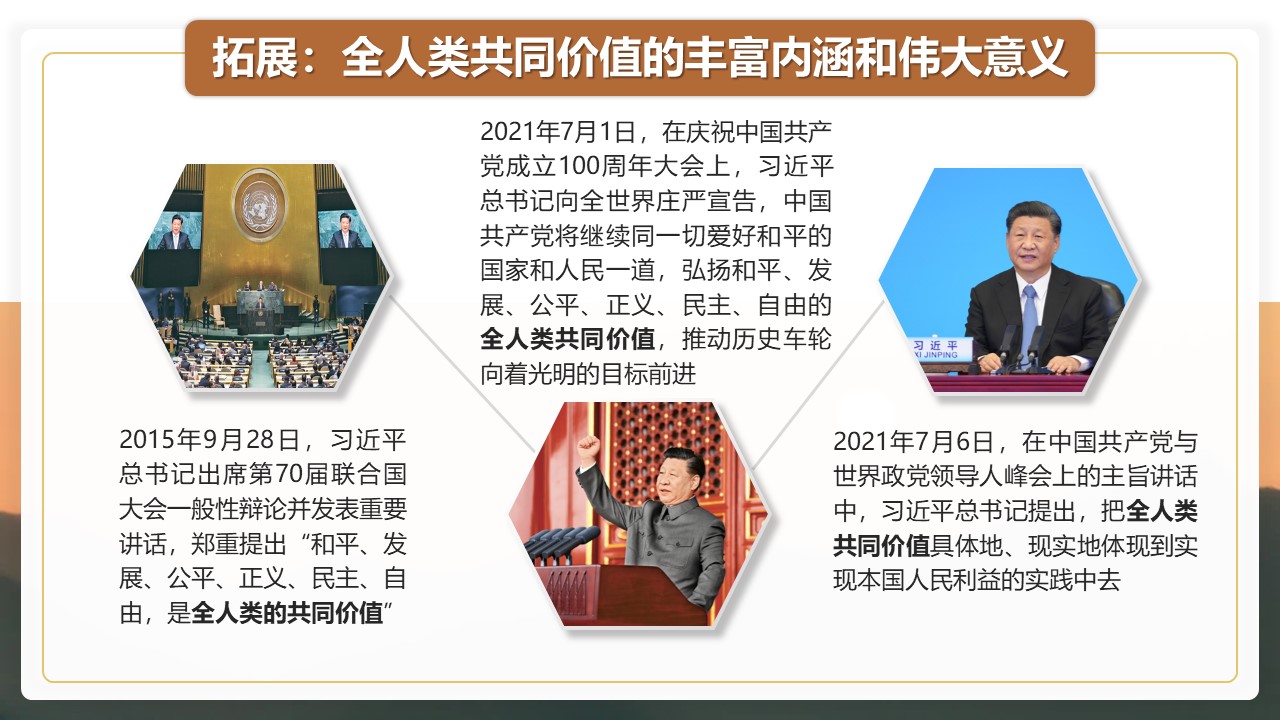 拓展：全人类共同价值的丰富内涵和伟大意义
2021年7月1日，在庆祝中国共产
党成立100周年大会上，习近平
总书记向全世界庄严宣告，中国
共产党将继续同一切爱好和平的
国家和人民一道，弘扬和平、发
展、公平、正义、民主、自由的
全人类共同价值，推动历史车轮
向着光明的目标前进
习近平
XI JINPING
2015年9月28日，习近平
总书记出席第70届联合国
大会一般性辩论并发表重要
讲话，郑重提出“和平、发
展、公平、正义、民主、自
由，是全人类的共同价值”
2021年7月6日，在中国共产党与
世界政党领导人峰会上的主旨讲话
中，习近平总书记提出，把全人类
共同价值具体地、现实地体现到实
现本国人民利益的实践中去